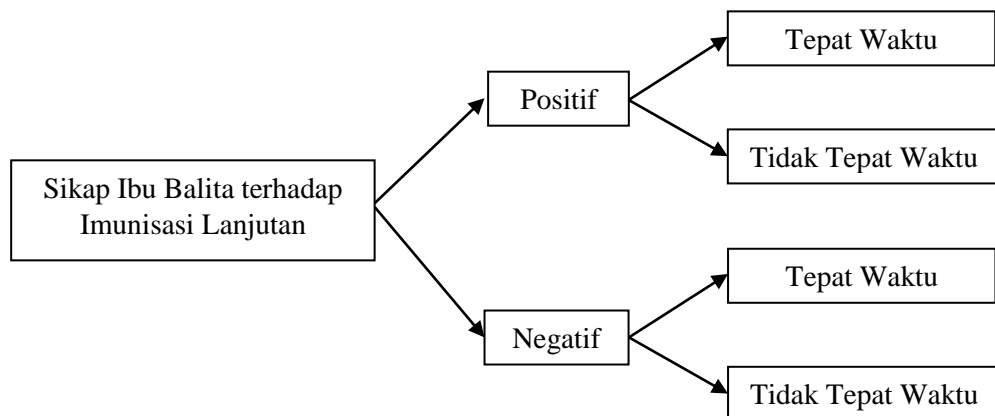 Tepat Waktu
Positif
Tidak Tepat Waktu
Sikap Ibu Balita terhadap
Imunisasi Lanjutan
Tepat Waktu
Negatif
Tidak Tepat Waktu